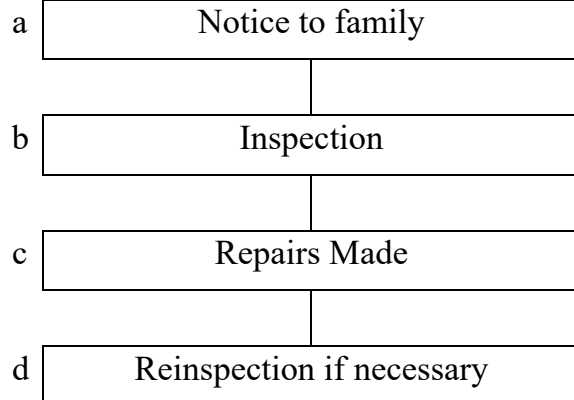 a Notice to family
b Inspection
c Repairs Made
d Reinspection if necessary